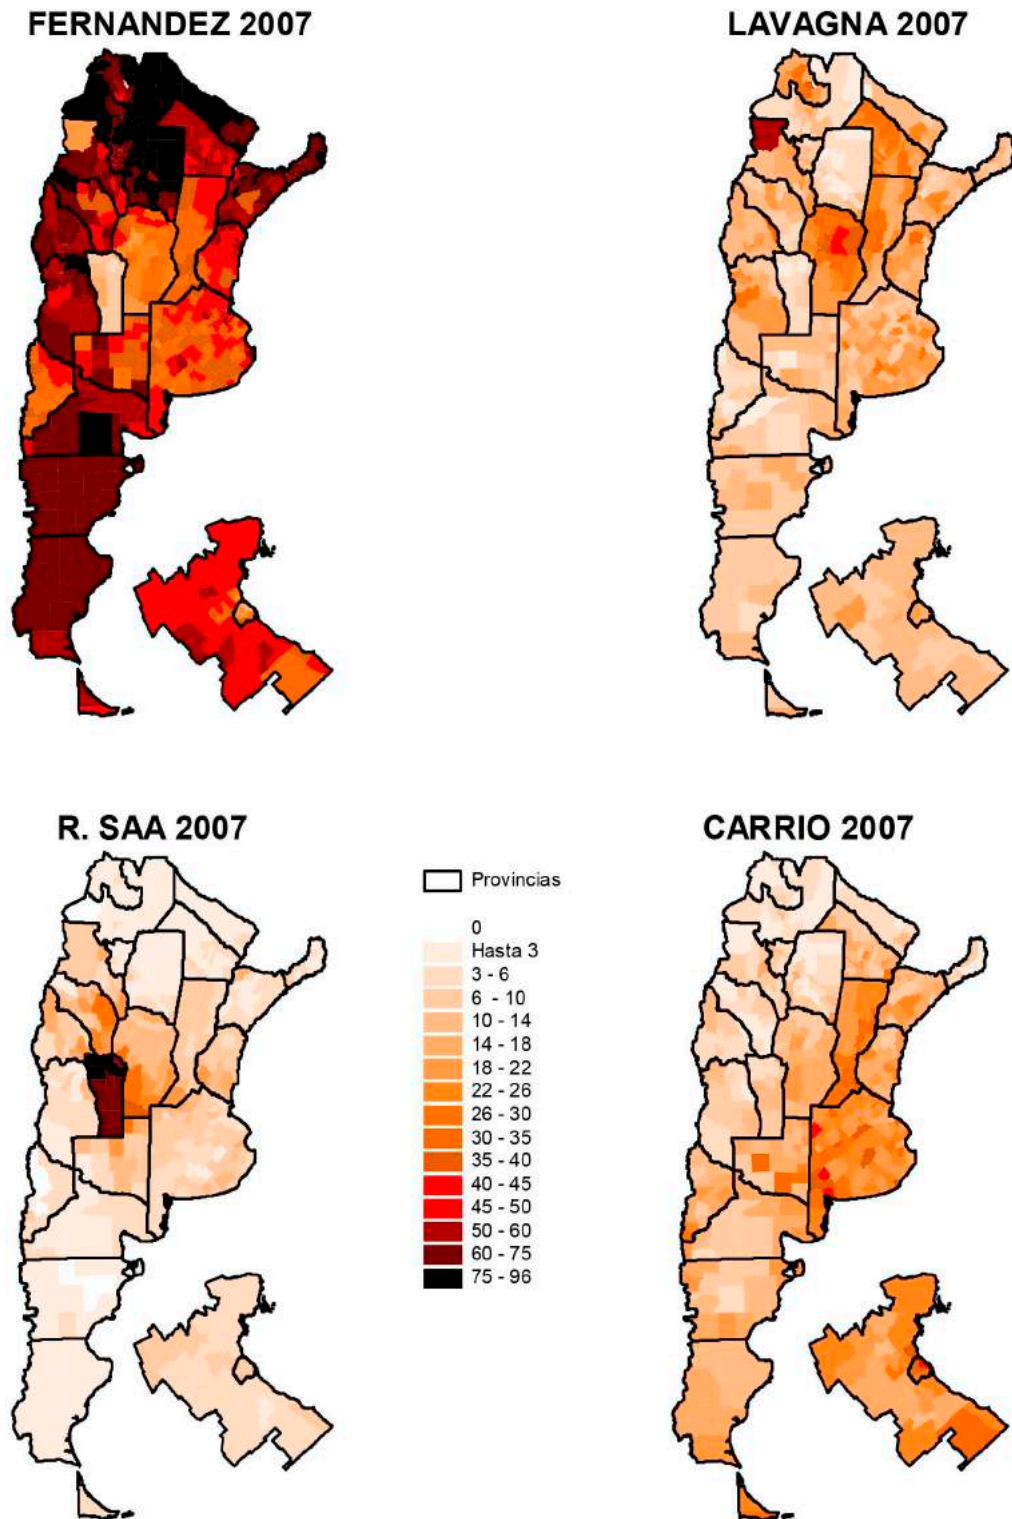 FERNANDEZ 2007
LAVAGNA 2007
R. SAA 2007
CARRIO 2007
Provincias
0
Hasta 3
3 - 6
6 - 10
10 - 14
14 - 18
18 - 22
22 - 26
26 - 30
30 - 35
35 - 40
40 - 45
45 - 50
50 - 60
60 - 75
75 - 96